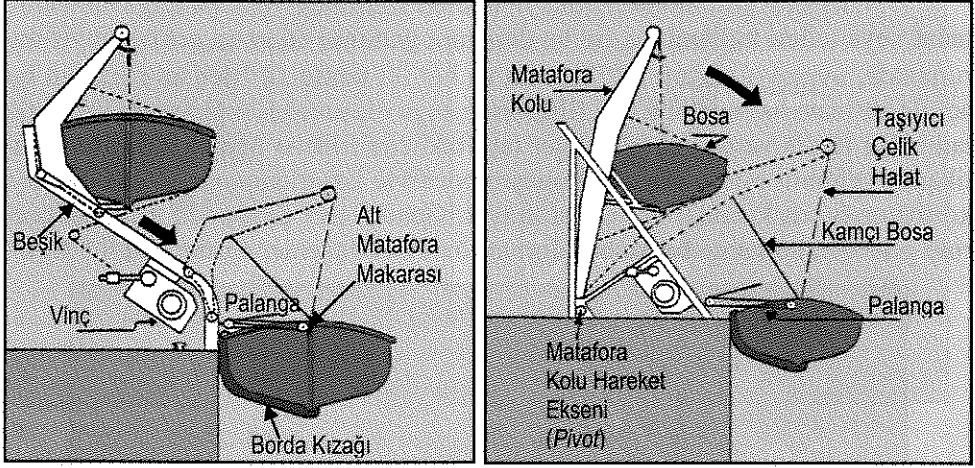 Beşik
Vinç
Palanga
Alt
Matafora
Makarası
Borda Kızağı
Matafora
Kolu
Bosa
Taşıyıcı
Çelik
Halat
Kamçı Bosa
Palanga
Matafora
Kolu Hareket
Ekseni
(Pivot)